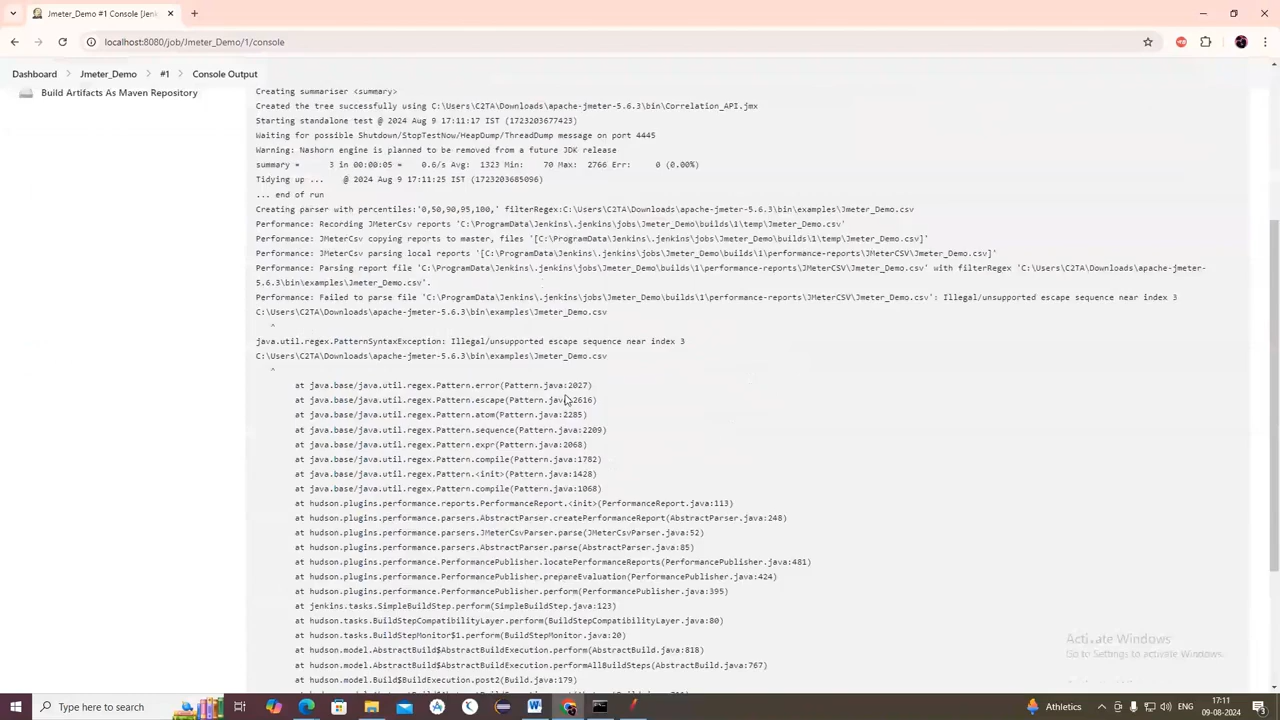 Jmeter_Demo #1 Console [Jenk
localhost:8080/job/Jmeter_Demo/1/console
Dashboard > Jmeter_Demo > #1 > Console Output
Build Artifacts As Maven Repository
Creating summariser <summary>
Created the tree successfully using C:\Users\C2TA\Downloads\apache-jmeter-5.6.3\bin\Correlation_API.jmx
Starting standalone test @ 2024 Aug 9 17:11:17 IST (1723203677423)
Waiting for possible Shutdown/StopTestNow/HeapDump/ThreadDump message on port 4445
Warning: Nashorn engine is planned to be removed from a future JDK release
summary = 3 in 00:00:05 = 0.6/s Avg: 1323 Min: 70 Max: 2766 Err: 0 (0.00%)
Tidying up ... @ 2024 Aug 9 17:11:25 IST (1723203685096)
... end of run
Creating parser with percentiles:'0,50,90,95,100,' filterRegex:C:\Users\C2TA\Downloads\apache-jmeter-5.6.3\bin\examples\Jmeter_Demo.csv
Performance: Recording JMeterCsv reports 'C:\ProgramData\Jenkins\.jenkins\jobs\Jmeter_Demo\builds\1\temp\Jmeter_Demo.csv'
Performance: JMeterCsv copying reports to master, files '[C:\ProgramData\Jenkins\.jenkins\jobs\Jmeter_Demo\builds\1\temp\Jmeter_Demo.csv]'
Performance: JMeterCsv parsing local reports '[C:\ProgramData\Jenkins\.jenkins\jobs\Jmeter_Demo\builds\1\performance-reports\JMeterCSV\Jmeter_Demo.csv]'
Performance: Parsing report file 'C:\ProgramData\Jenkins\.jenkins\jobs\Jmeter_Demo\builds\1\performance-reports\JMeterCSV\Jmeter_Demo.csv' with filterRegex 'C:\Users\C2TA\Downloads\apache-jmeter-
5.6.3\bin\examples\Jmeter_Demo.csv'.
Performance: Failed to parse file 'C:\ProgramData\Jenkins\.jenkins\jobs\Jmeter_Demo\builds\1\performance-reports\JMeterCSV\Jmeter_Demo.csv': Illegal/unsupported escape sequence near index 3
C:\Users\C2TA\Downloads\apache-jmeter-5.6.3\bin\examples\Jmeter_Demo.csv
^
java.util.regex.PatternSyntaxException: Illegal/unsupported escape sequence near index 3
C:\Users\C2TA\Downloads\apache-jmeter-5.6.3\bin\examples\Jmeter_Demo.csv
^
at java.base/java.util.regex.Pattern.error(Pattern.java:2027)
at java.base/java.util.regex.Pattern.escape(Pattern.java:2616)
at java.base/java.util.regex.Pattern.atom(Pattern.java:2285)
at java.base/java.util.regex.Pattern.sequence(Pattern.java:2209)
at java.base/java.util.regex.Pattern.expr(Pattern.java:2068)
at java.base/java.util.regex.Pattern.compile(Pattern.java:1782)
at java.base/java.util.regex.Pattern.<init>(Pattern.java:1428)
at java.base/java.util.regex.Pattern.compile(Pattern.java:1068)
at hudson.plugins.performance.reports.PerformanceReport.<init>(PerformanceReport.java:113)
at hudson.plugins.performance.parsers.AbstractParser.createPerformanceReport(AbstractParser.java:248)
at hudson.plugins.performance.parsers.JMeterCsvParser.parse(JMeterCsvParser.java:52)
at hudson.plugins.performance.parsers.AbstractParser.parse(AbstractParser.java:85)
at hudson.plugins.performance.PerformancePublisher.locatePerformanceReports(PerformancePublisher.java:481)
at hudson.plugins.performance.PerformancePublisher.prepareEvaluation(PerformancePublisher.java:424)
at hudson.plugins.performance.PerformancePublisher.perform(PerformancePublisher.java:395)
at jenkins.tasks.SimpleBuildStep.perform(SimpleBuildStep.java:123)
at hudson.tasks.BuildStepCompatibilityLayer.perform(BuildStepCompatibilityLayer.java:80)
at hudson.tasks.BuildStepMonitor$1.perform(BuildStepMonitor.java:20)
at hudson.model.AbstractBuild$AbstractBuildExecution.perform(AbstractBuild.java:818)
at hudson.model.AbstractBuild$AbstractBuildExecution.performAllBuildSteps(AbstractBuild.java:767)
at hudson.model.Build$BuildExecution.post2(Build.java:179)
Activate Windows
Go to Settings to activate Windows.
Type here to search
Athletics
ENG
17:11
09-08-2024